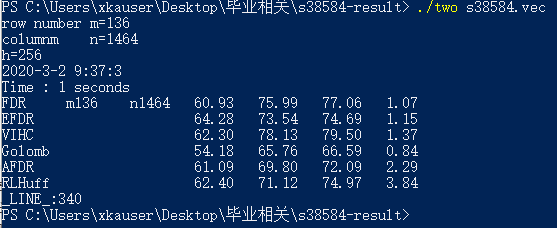 PS C:\Users\xkauser\Desktop\毕业相关\s38584-result> ./two s38584.vec
row number m=136
columnm    n=1464
h=256
2020-3-2 9:37:3
Time : 1 seconds
FDR    m136    n1464    60.93    75.99    77.06    1.07
EFDR    64.28    73.54    74.69    1.15
VIHC    62.30    78.13    79.50    1.37
Golomb    54.18    65.76    66.59    0.84
AFDR    61.09    69.80    72.09    2.29
RLHuff    62.40    71.12    74.97    3.84
_LINE_:340
PS C:\Users\xkauser\Desktop\毕业相关\s38584-result>